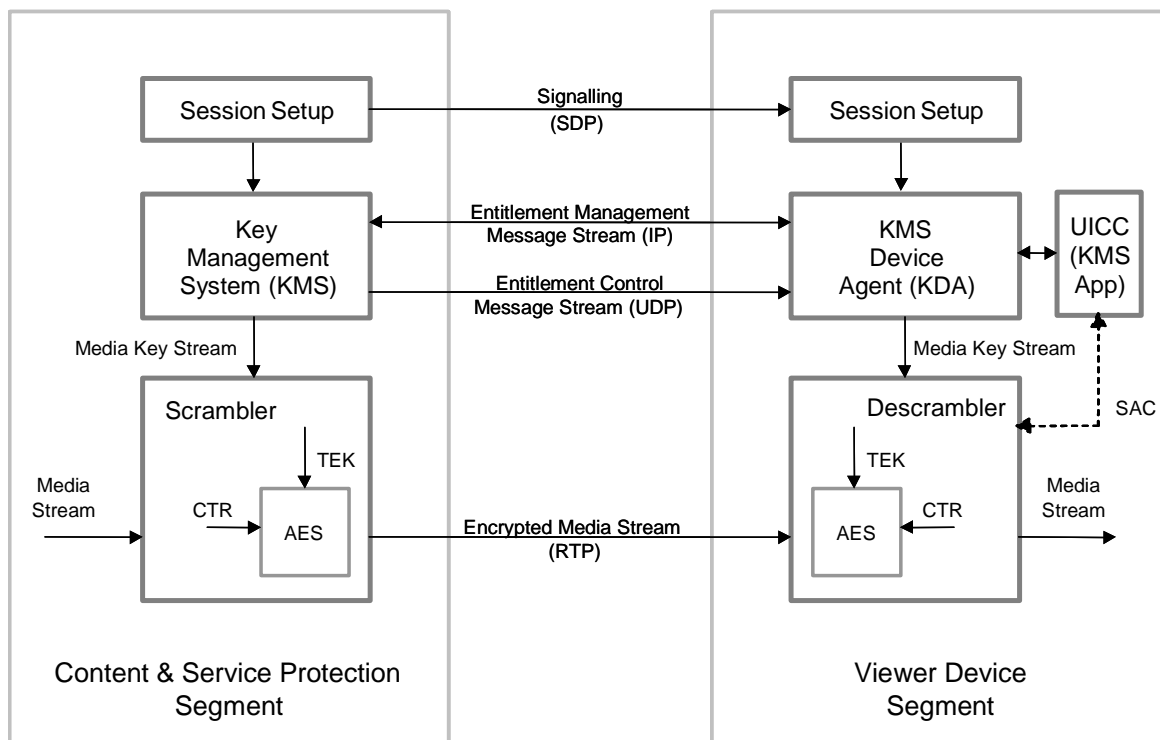 Session Setup
Signalling
(SDP)
Session Setup
Key
Management
System (KMS)
Entitlement Management
Message Stream (IP)
Entitlement Control
Message Stream (UDP)
KMS
Device
Agent (KDA)
UICC
(KMS
App)
Media Key Stream
Media Key Stream
Scrambler
TEK
CTR
AES
Media
Stream
Encrypted Media Stream
(RTP)
Descrambler
TEK
CTR
AES
SAC
Media
Stream
Content & Service Protection
Segment
Viewer Device
Segment